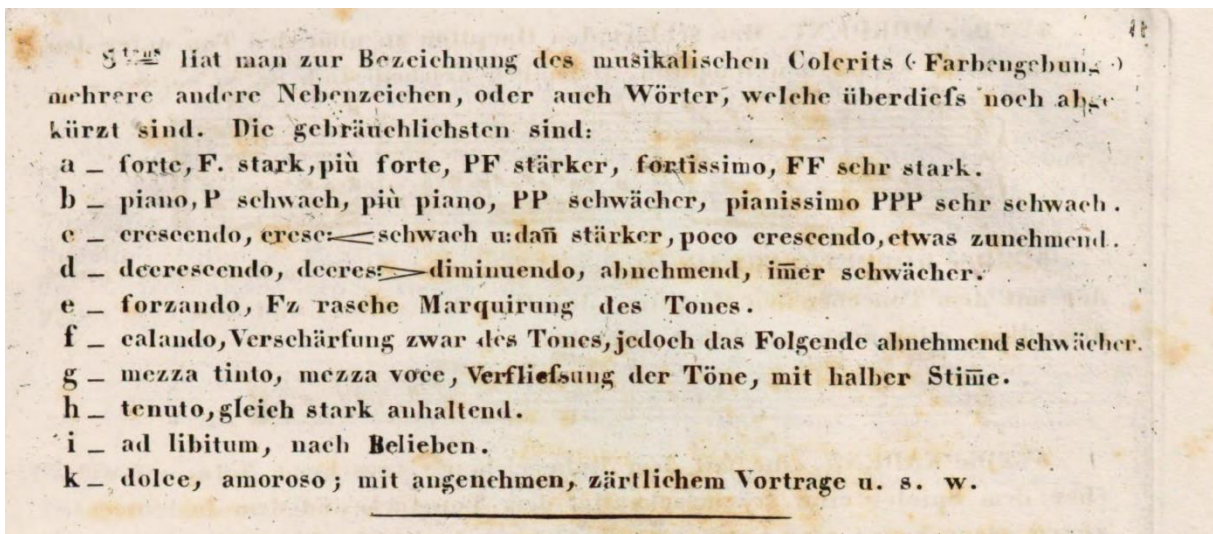 11
8tens hat man zur Bezeichnung des musikalischen Colorits (Farbengebung)
mehrere andere Nebenzeichen, oder auch Wörter, welche überdiefs noch abge
kürzt sind. Die gebräuchlichsten sind:
a _ forte, F. stark, più forte, PF stärker, fortissimo, FF sehr stark.
b _ piano, P schwach, più piano, PP schwächer, pianissimo PPP sehr schwach.
c _ crescendo, cresc: schwach u: dan̄ stärker, poco crescendo, etwas zunehmend.
d _ decrescendo, decres: diminuendo, abnehmend, im̄er schwächer.
e _ forzando, Fz rasche Marquirung des Tones.
f _ calando, Verschärfung zwar des Tones, jedoch das Folgende abnehmend schwächer.
g _ mezza tinto, mezza voce, Verfliefsung der Töne, mit halber Stim̄e.
h _ tenuto, gleich stark anhaltend.
i _ ad libitum, nach Belieben.
k _ dolce, amoroso; mit angenehmen, zärtlichem Vortrage u. s. w.